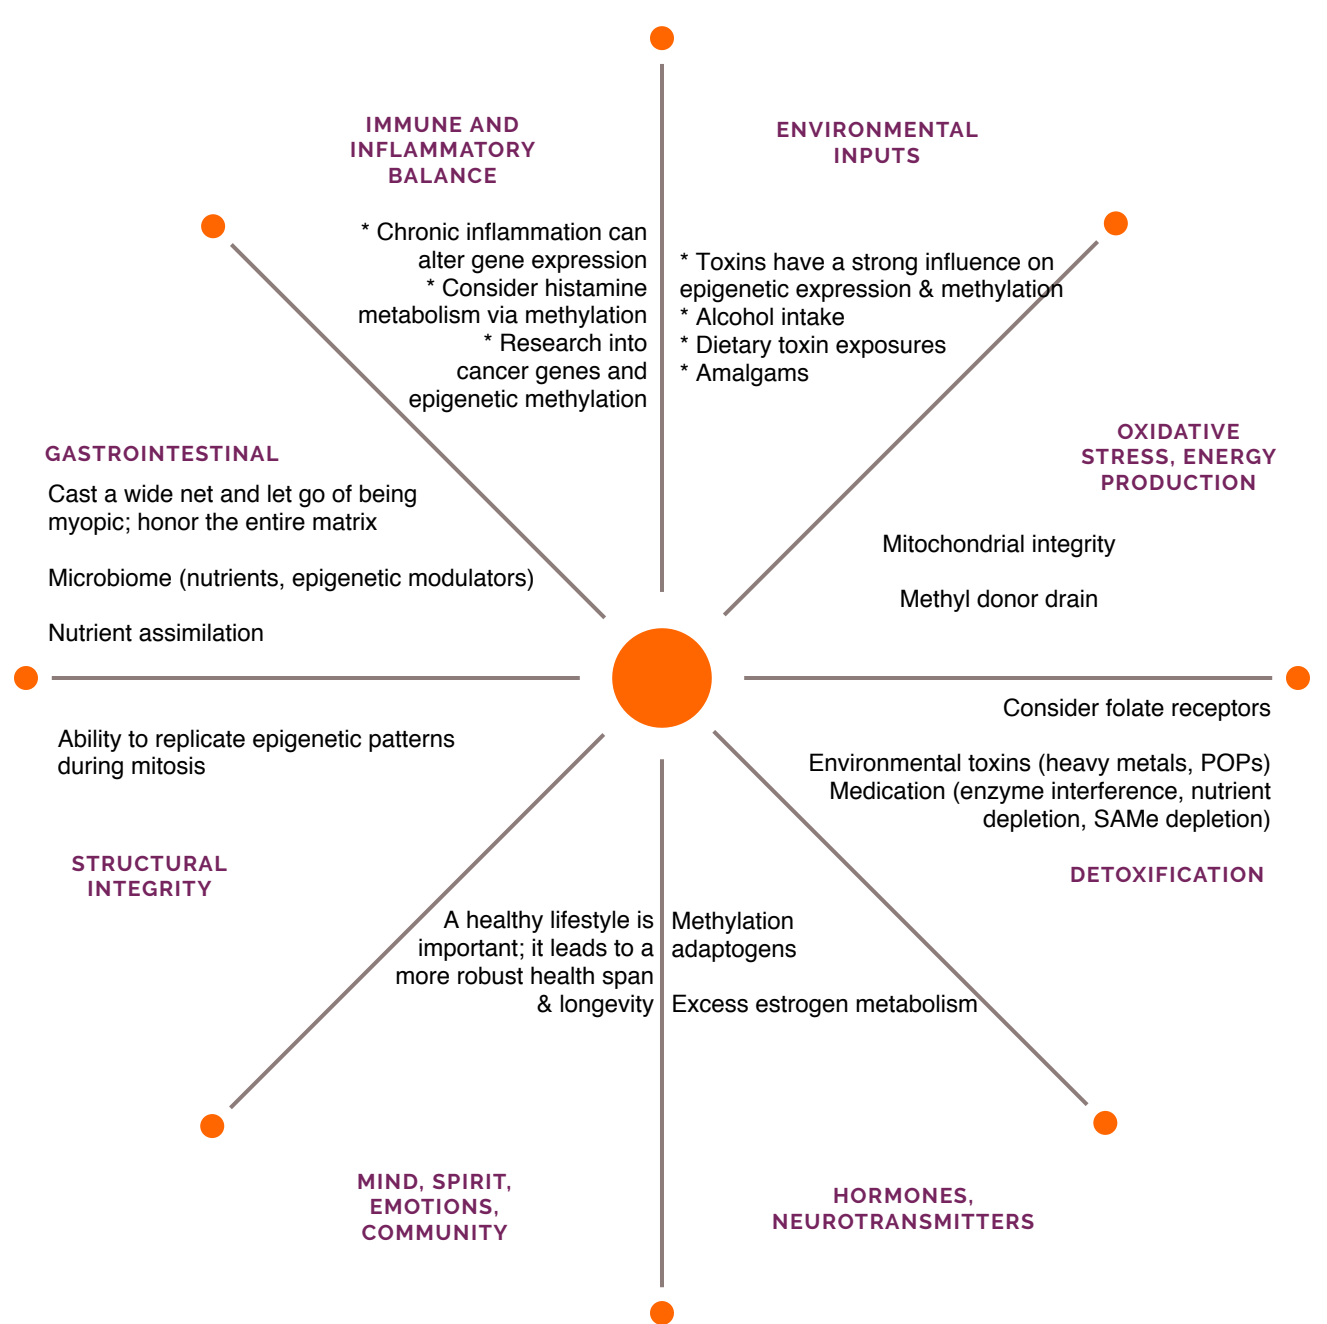 IMMUNE AND
INFLAMMATORY
BALANCE
* Chronic inflammation can
alter gene expression
* Consider histamine
metabolism via methylation
* Research into
cancer genes and
epigenetic methylation
ENVIRONMENTAL
INPUTS
* Toxins have a strong influence on
epigenetic expression & methylation
* Alcohol intake
* Dietary toxin exposures
* Amalgams
GASTROINTESTINAL
Cast a wide net and let go of being
myopic; honor the entire matrix
Microbiome (nutrients, epigenetic modulators)
Nutrient assimilation
OXIDATIVE
STRESS, ENERGY
PRODUCTION
Mitochondrial integrity
Methyl donor drain
Ability to replicate epigenetic patterns
during mitosis
STRUCTURAL
INTEGRITY
Consider folate receptors
Environmental toxins (heavy metals, POPs)
Medication (enzyme interference, nutrient
depletion, SAMe depletion)
DETOXIFICATION
A healthy lifestyle is
important; it leads to a
more robust health span
& longevity
MIND, SPIRIT,
EMOTIONS,
COMMUNITY
Methylation
adaptogens
Excess estrogen metabolism
HORMONES,
NEUROTRANSMITTERS